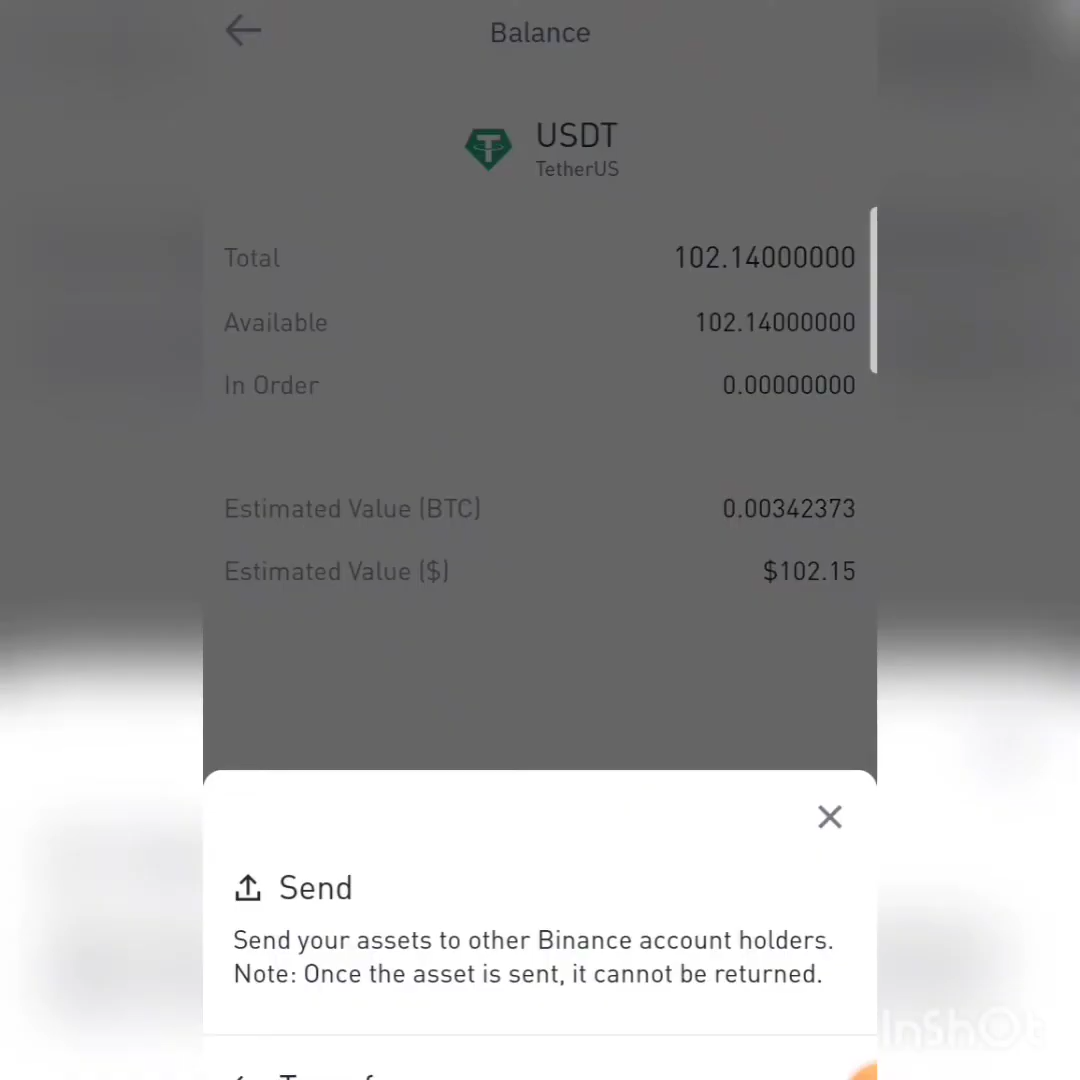 Balance
USDT
TetherUS
Total 102.14000000
Available 102.14000000
In Order 0.00000000
Estimated Value (BTC) 0.00342373
Estimated Value ($) $102.15
Send
Send your assets to other Binance account holders.
Note: Once the asset is sent, it cannot be returned.
InShOt